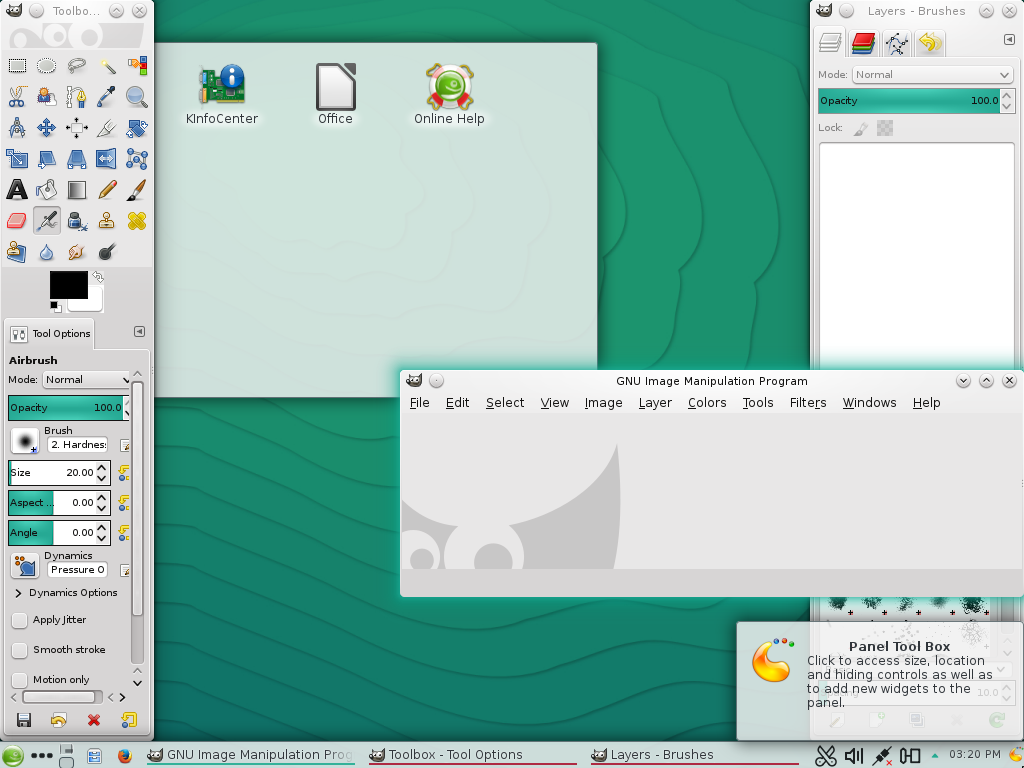 Toolbo...
Layers - Brushes
KInfoCenter
Office
Online Help
Mode: Normal
Opacity 100.0
Lock:
Tool Options
Airbrush
Mode: Normal
Opacity 100.0
Brush
2. Hardness
Size 20.00
Aspect ... 0.00
Angle 0.00
Dynamics
Pressure O
Dynamics Options
Apply Jitter
Smooth stroke
Motion only
GNU Image Manipulation Program
File Edit Select View Image Layer Colors Tools Filters Windows Help
Panel Tool Box
Click to access size, location
and hiding controls as well as
to add new widgets to the
panel.
10.0
GNU Image Manipulation Prog
Toolbox - Tool Options
Layers - Brushes
03:20 PM